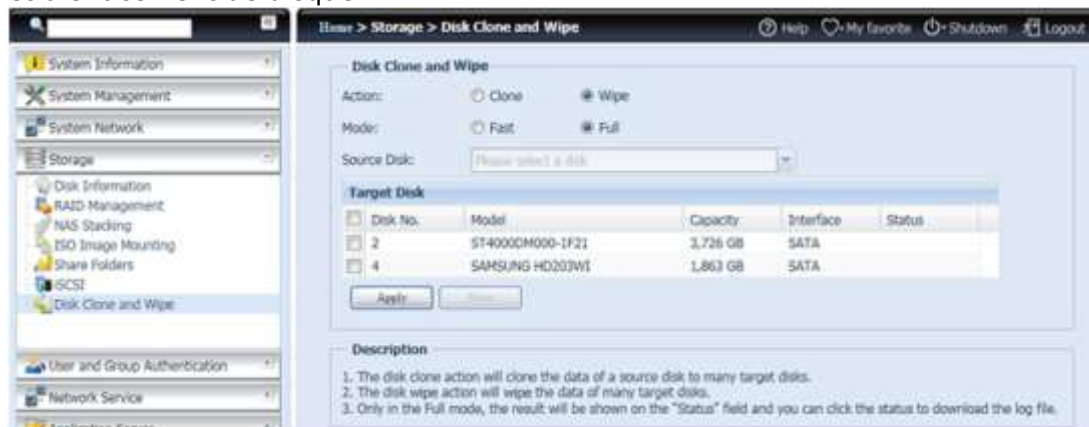 Home > Storage > Disk Clone and Wipe
Help My favorite Shutdown Logout
System Information
System Management
System Network
Storage
Disk Information
RAID Management
NAS Stacking
ISO Image Mounting
Share Folders
iSCSI
Disk Clone and Wipe
User and Group Authentication
Network Service
Disk Clone and Wipe
Action: Clone Wipe
Mode: Fast Full
Source Disk: Please select a disk
Target Disk
Disk No. Model Capacity Interface Status
2 ST4000DM000-1F21 3,726 GB SATA
4 SAMSUNG HD203WI 1,863 GB SATA
Apply
Description
1. The disk clone action will clone the data of a source disk to many target disks.
2. The disk wipe action will wipe the data of many target disks.
3. Only in the Full mode, the result will be shown on the "Status" field and you can click the status to download the log file.